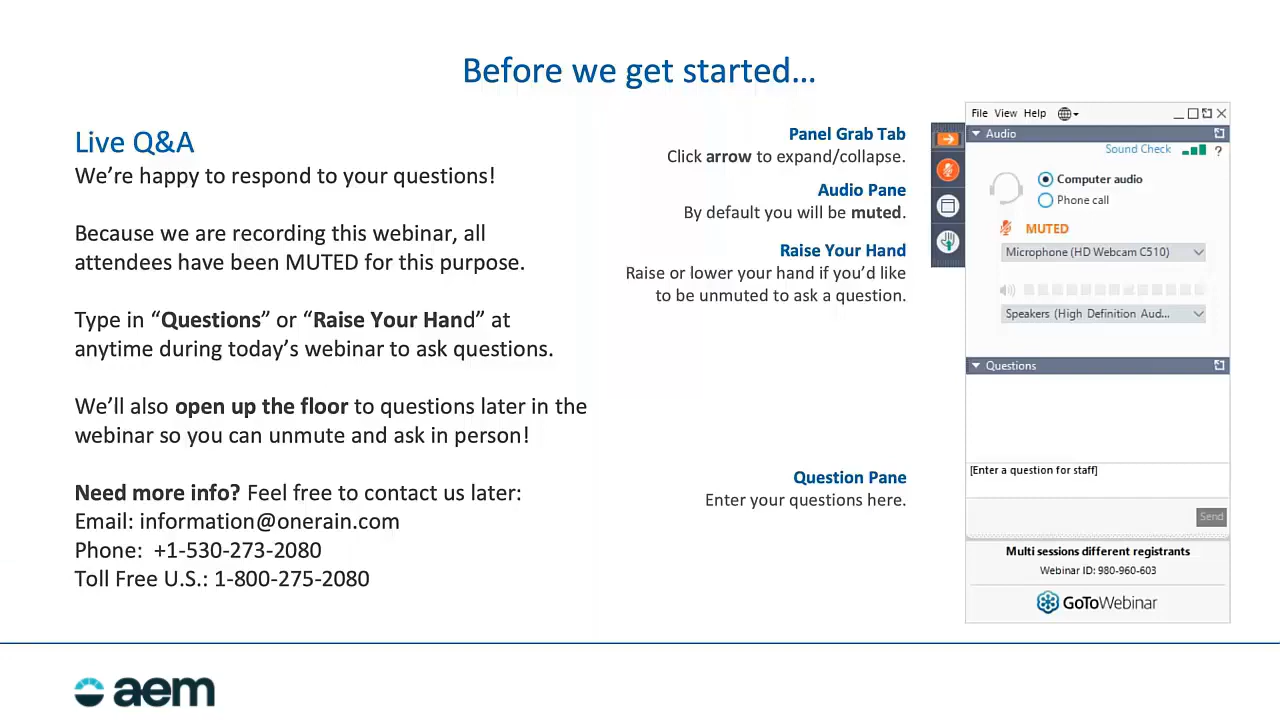 Before we get started...
Live Q&A
We're happy to respond to your questions!
Because we are recording this webinar, all
attendees have been MUTED for this purpose.
Type in “Questions” or “Raise Your Hand” at
anytime during today's webinar to ask questions.
We'll also open up the floor to questions later in the
webinar so you can unmute and ask in person!
Need more info? Feel free to contact us later:
Email: information@onerain.com
Phone: +1-530-273-2080
Toll Free U.S.: 1-800-275-2080
Panel Grab Tab
Click arrow to expand/collapse.
Audio Pane
By default you will be muted.
Raise Your Hand
Raise or lower your hand if you'd like
to be unmuted to ask a question.
Question Pane
Enter your questions here.
File View Help
Audio
Sound Check ?
Computer audio
Phone call
MUTED
Microphone (HD Webcam C510)
Speakers (High Definition Aud...
Questions
[Enter a question for staff]
Send
Multi sessions different registrants
Webinar ID: 980-960-603
GoToWebinar
aem